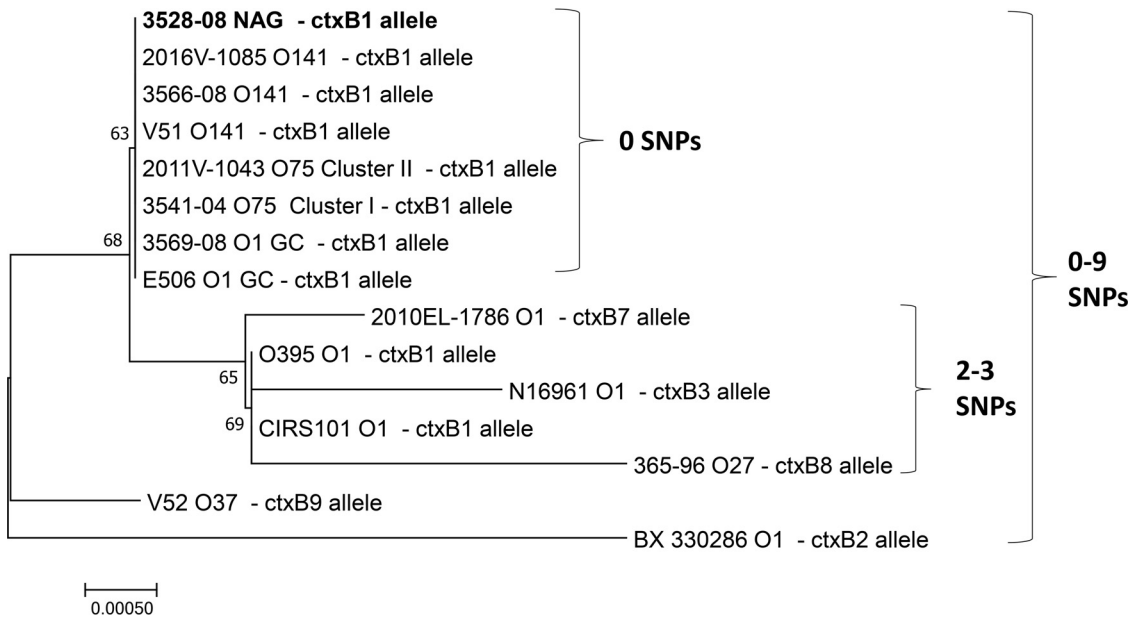 3528-08 NAG - ctxB1 allele
2016V-1085 O141 - ctxB1 allele
3566-08 O141 - ctxB1 allele
63
V51 O141 - ctxB1 allele
0 SNPs
2011V-1043 O75 Cluster II - ctxB1 allele
3541-04 O75 Cluster I - ctxB1 allele
68
3569-08 O1 GC - ctxB1 allele
0-9
SNPs
E506 O1 GC - ctxB1 allele
2010EL-1786 O1 - ctxB7 allele
O395 O1 - ctxB1 allele
65
2-3
SNPs
N16961 O1 - ctxB3 allele
69
CIRS101 O1 - ctxB1 allele
365-96 O27 - ctxB8 allele
V52 O37 - ctxB9 allele
BX 330286 O1 - ctxB2 allele
0.00050